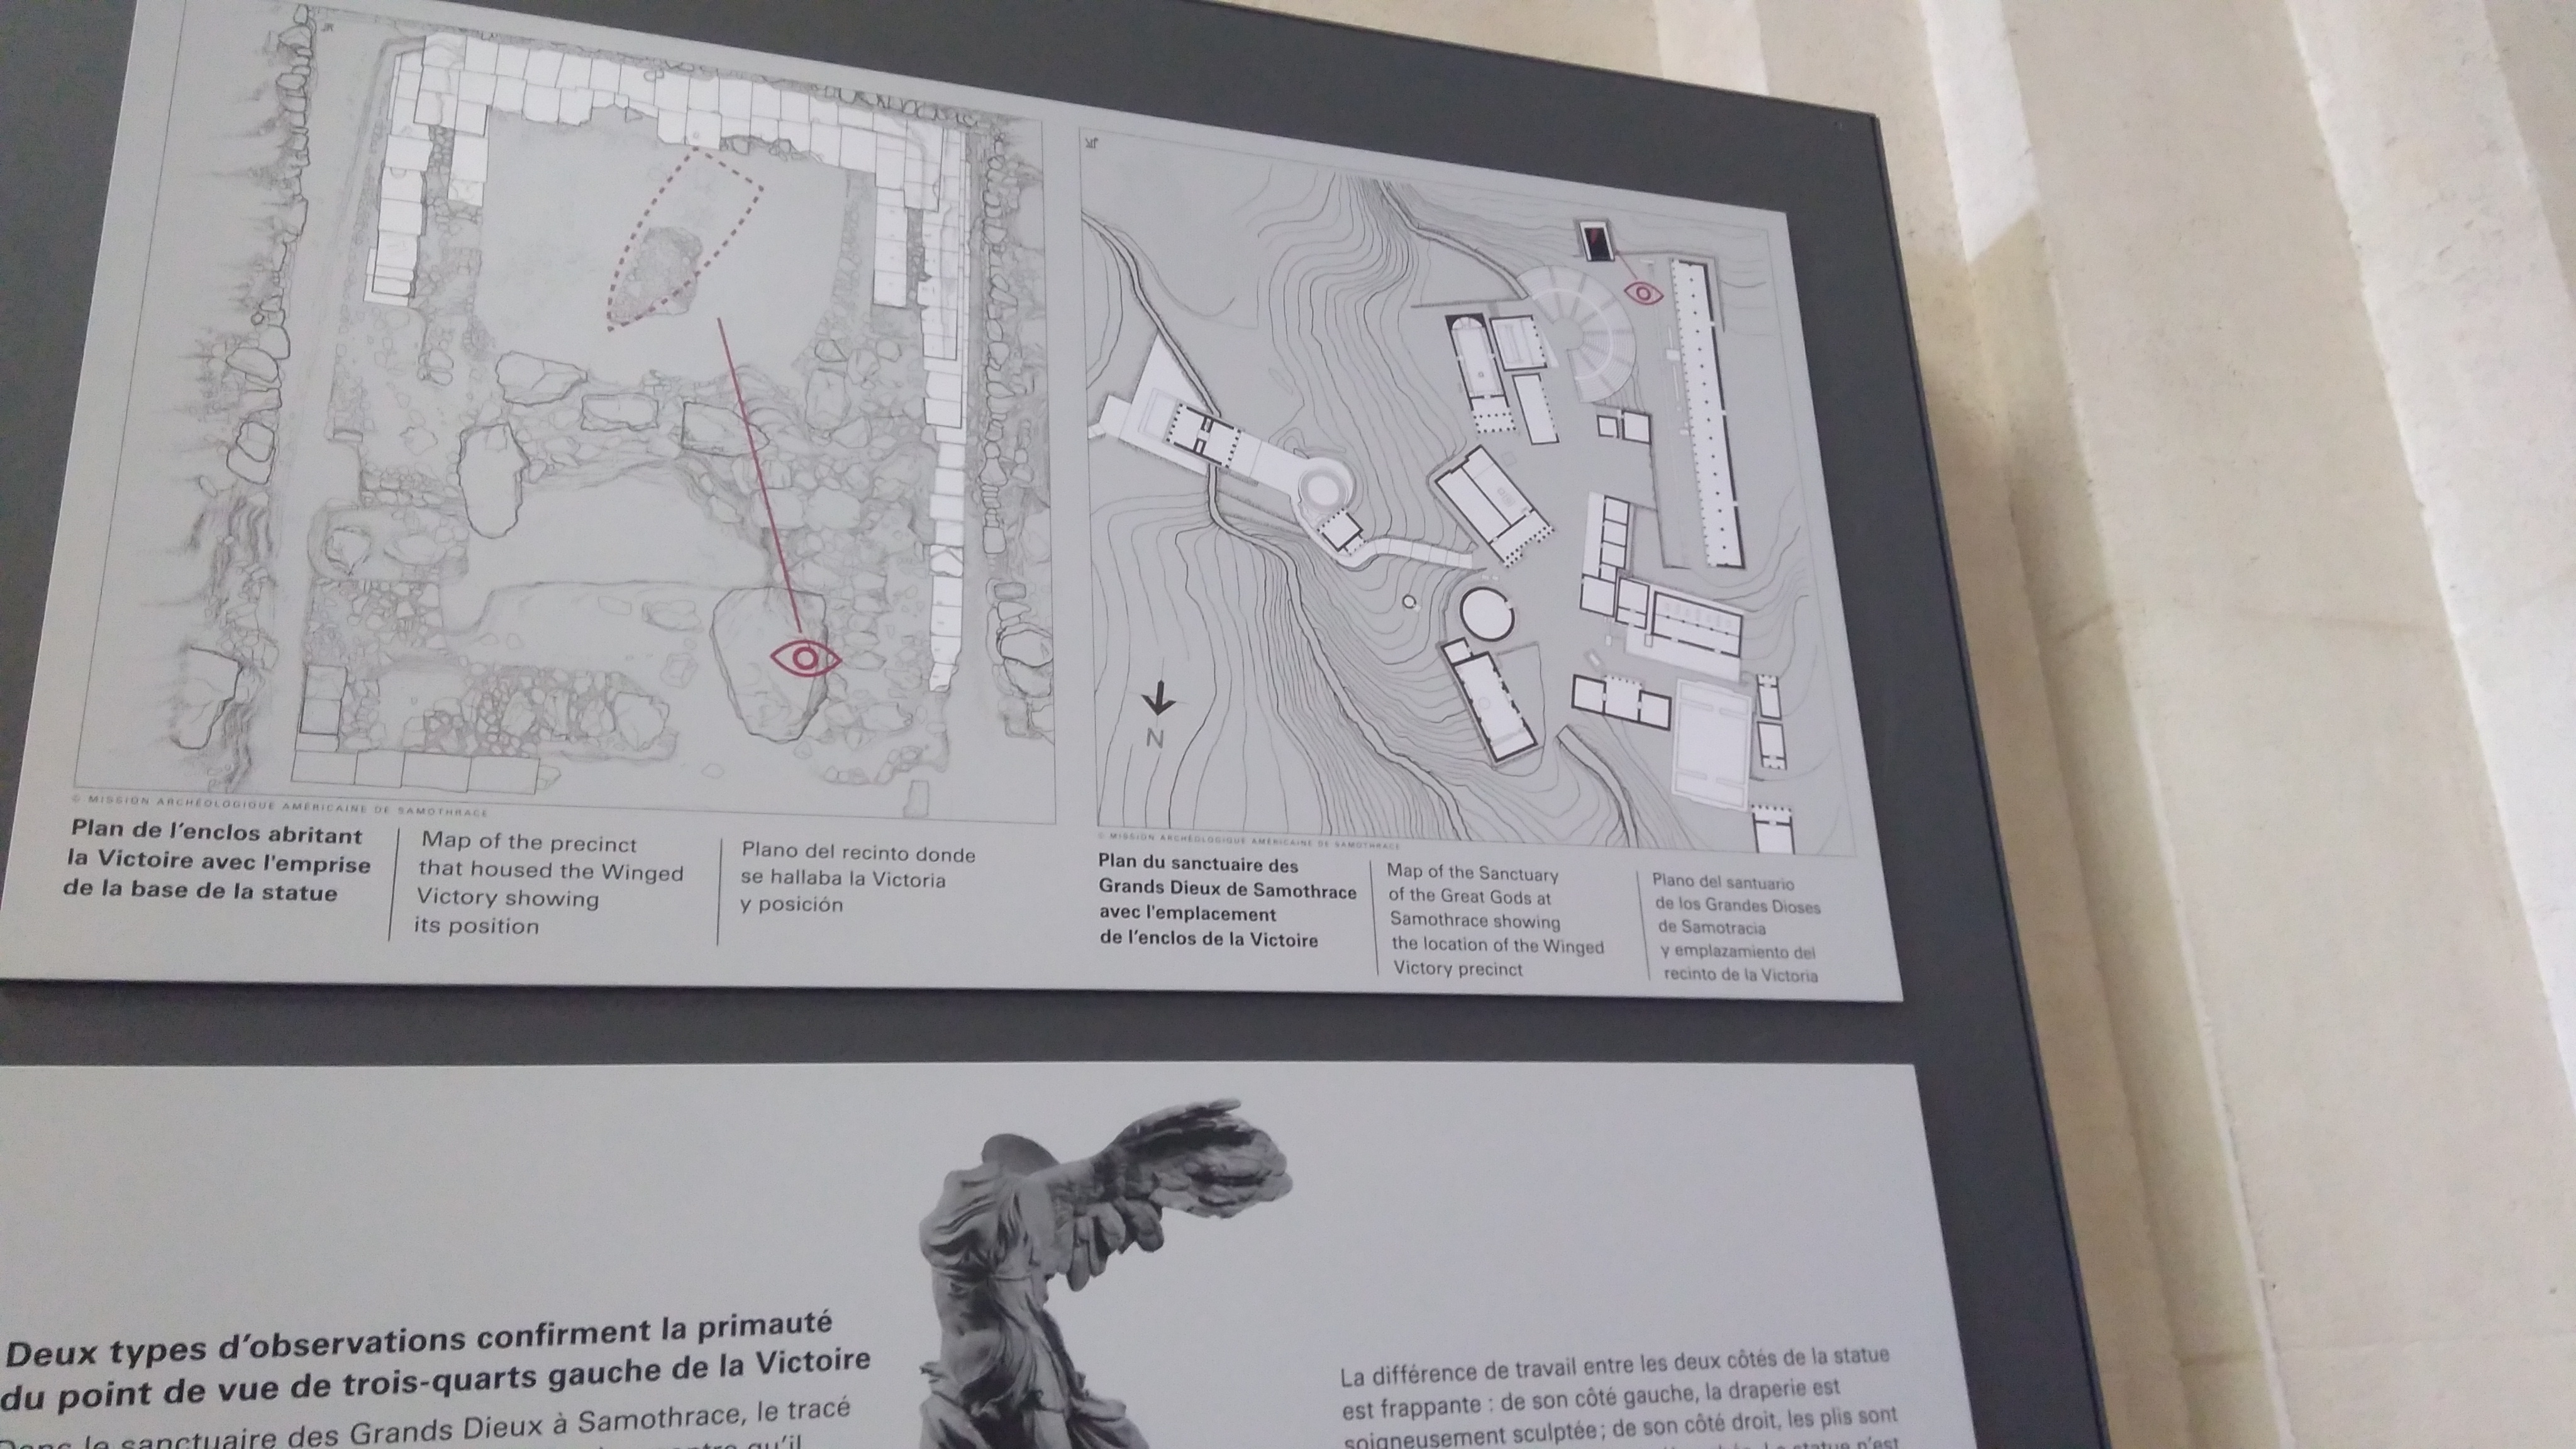 © MISSION ARCHÉOLOGIQUE AMÉRICAINE DE SAMOTHRACE
Plan de l'enclos abritant
la Victoire avec l'emprise
de la base de la statue
Map of the precinct
that housed the Winged
Victory showing
its position
Plano del recinto donde
se hallaba la Victoria
y posición
N
© MISSION ARCHÉOLOGIQUE AMÉRICAINE DE SAMOTHRACE
Plan du sanctuaire des
Grands Dieux de Samothrace
avec l'emplacement
de l'enclos de la Victoire
Map of the Sanctuary
of the Great Gods at
Samothrace showing
the location of the Winged
Victory precinct
Plano del santuario
de los Grandes Dioses
de Samotracia
y emplazamiento del
recinto de la Victoria
Deux types d'observations confirment la primauté
du point de vue de trois-quarts gauche de la Victoire
sanctuaire des Grands Dieux à Samothrace, le tracé
qu'il
La différence de travail entre les deux côtés de la statue
est frappante : de son côté gauche, la draperie est
soigneusement sculptée ; de son côté droit, les plis sont
statue n'est